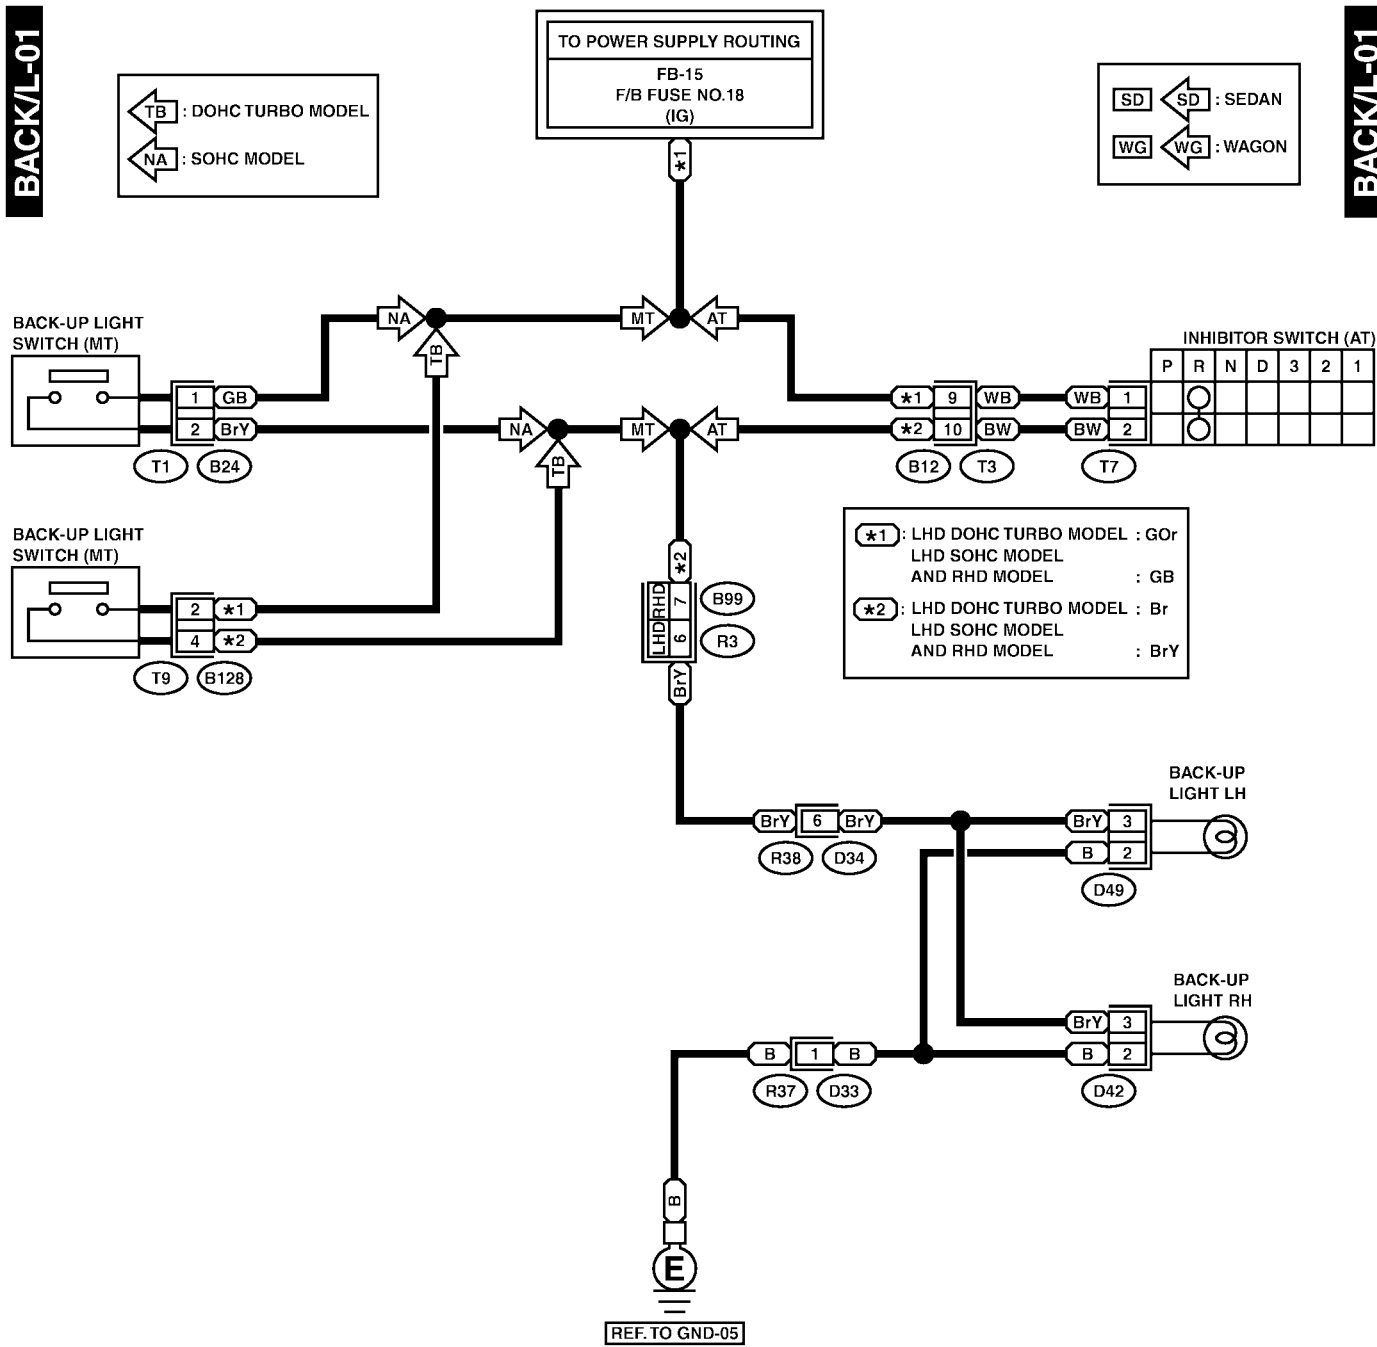 BACK/L-01
BACK/L-01
TO POWER SUPPLY ROUTING
FB-15
F/B FUSE NO.18
(IG)
TB : DOHC TURBO MODEL
NA : SOHC MODEL
SD SD : SEDAN
WG WG : WAGON
*1
NA
MT
AT
TB
BACK-UP LIGHT
SWITCH (MT)
1 GB
2 BrY
T1 B24
NA
MT
AT
TB
INHIBITOR SWITCH (AT)
P R N D 3 2 1
*1 9 WB WB 1
*2 10 BW BW 2
B12 T3 T7
BACK-UP LIGHT
SWITCH (MT)
2 *1
4 *2
T9 B128
*2
RHD 7 B99
LHD 6 R3
BrY
*1 : LHD DOHC TURBO MODEL : GOr
LHD SOHC MODEL
AND RHD MODEL : GB
*2 : LHD DOHC TURBO MODEL : Br
LHD SOHC MODEL
AND RHD MODEL : BrY
BACK-UP
LIGHT LH
BrY 6 BrY
R38 D34
BrY 3
B 2
D49
BACK-UP
LIGHT RH
BrY 3
B 2
D42
B 1 B
R37 D33
B
E
REF. TO GND-05